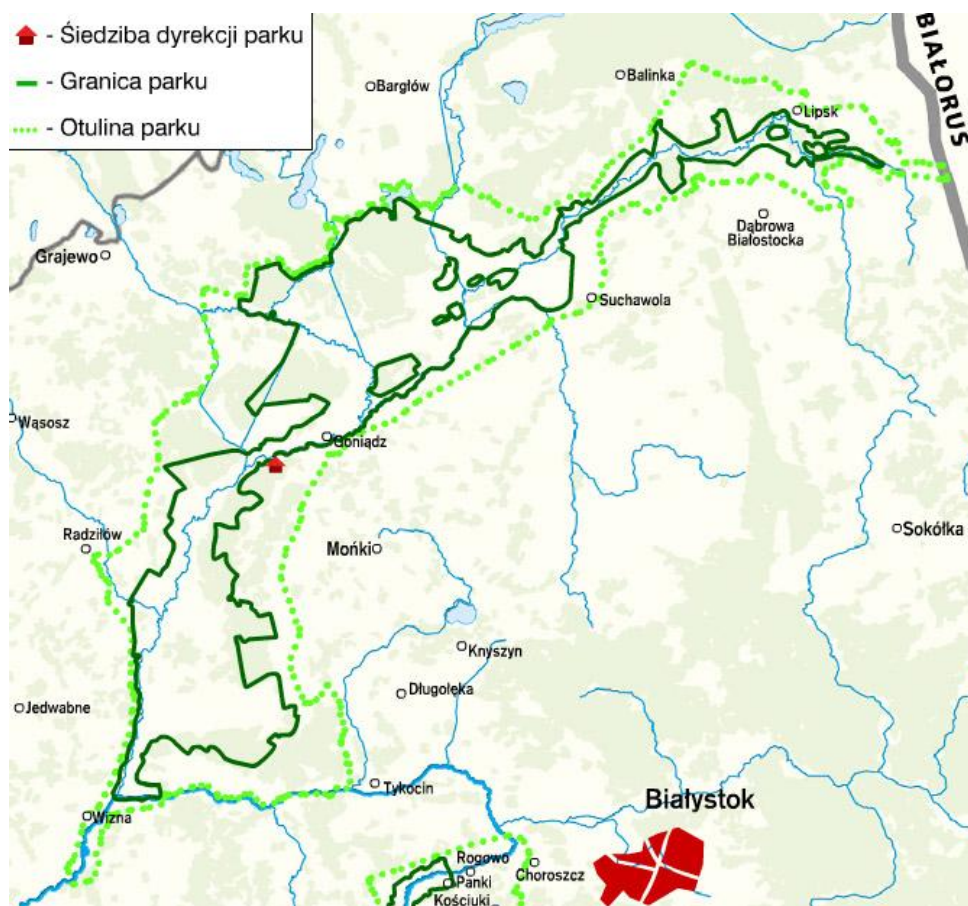 - Śiedziba dyrekcji parku
- Granica parku
- Otulina parku
BIAŁORUS
Bargłów
Balinka
Lipsk
Dąbrowa
Białostocka
Grajewo
Suchawola
Wąsosz
Goniądz
Radziłów
Mońki
Sokółka
Knyszyn
Długołęka
Jedwabne
Tykocin
Białystok
Wizna
Rogowo
Choroszcz
Panki
Kościuki